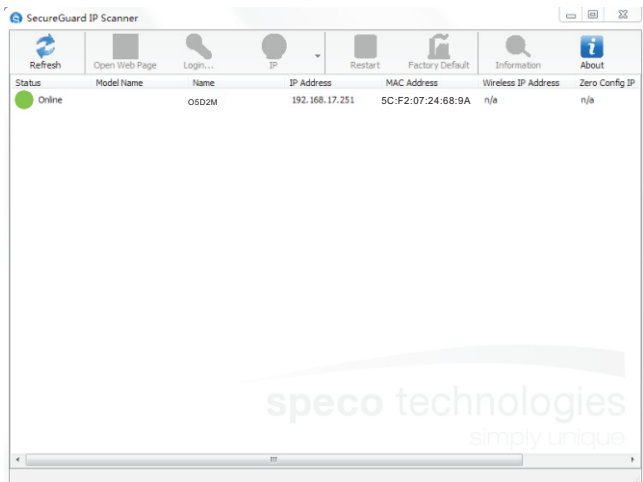 SecureGuard IP Scanner
Refresh Open Web Page Login... IP Restart Factory Default Information About
Status Model Name Name IP Address MAC Address Wireless IP Address Zero Config IP
Online O5D2M 192.168.17.251 5C:F2:07:24:68:9A n/a n/a
speco technologies
simply unique